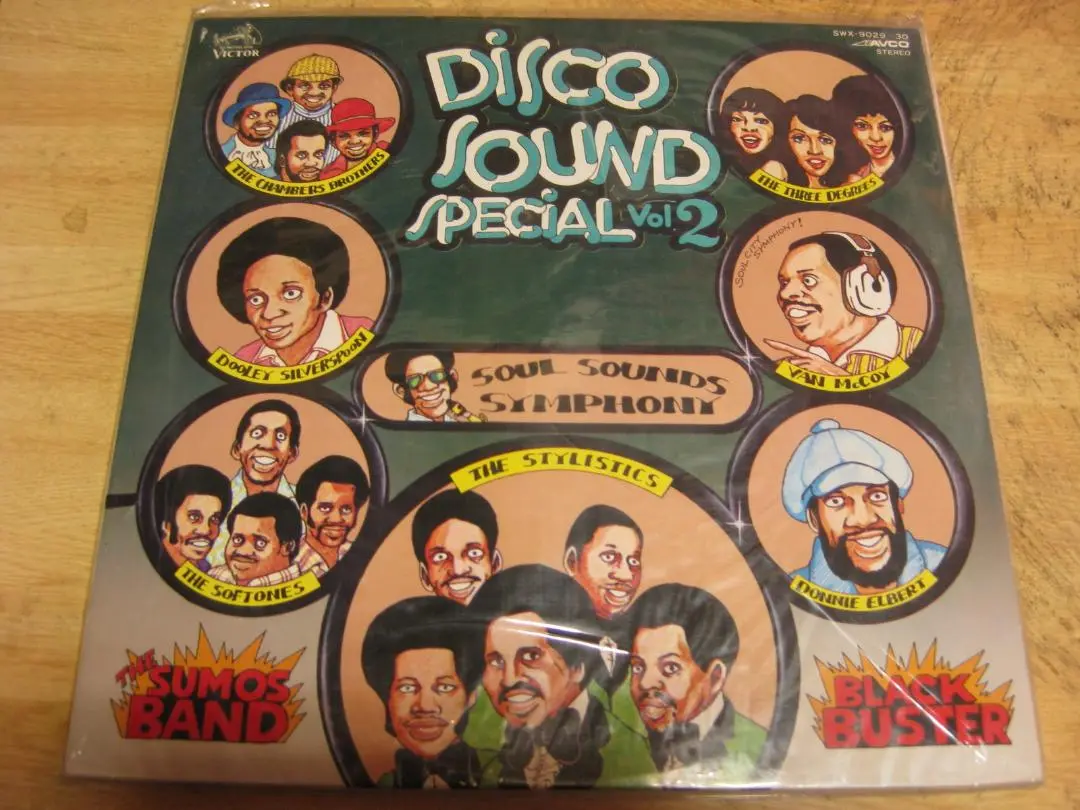 VICTOR
SWX-9029~30
AVCO
STEREO
DISCO
SOUND
SPECIAL Vol 2
THE CHAMBERS BROTHERS
THE THREE DEGREES
SOUL CITY
SYMPHONY!
DOOLEY SILVERSPOON
VAN McCOY
SOUL SOUNDS
SYMPHONY
THE STYLISTICS
THE SOFTONES
DONNIE ELBERT
THE
SUMOS
BAND
BLACK
BUSTER